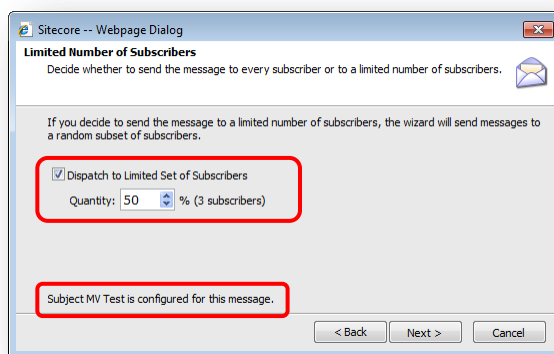 Sitecore -- Webpage Dialog
Limited Number of Subscribers
Decide whether to send the message to every subscriber or to a limited number of subscribers.
If you decide to send the message to a limited number of subscribers, the wizard will send messages to
a random subset of subscribers.
Dispatch to Limited Set of Subscribers
Quantity: 50 % (3 subscribers)
Subject MV Test is configured for this message.
< Back Next > Cancel